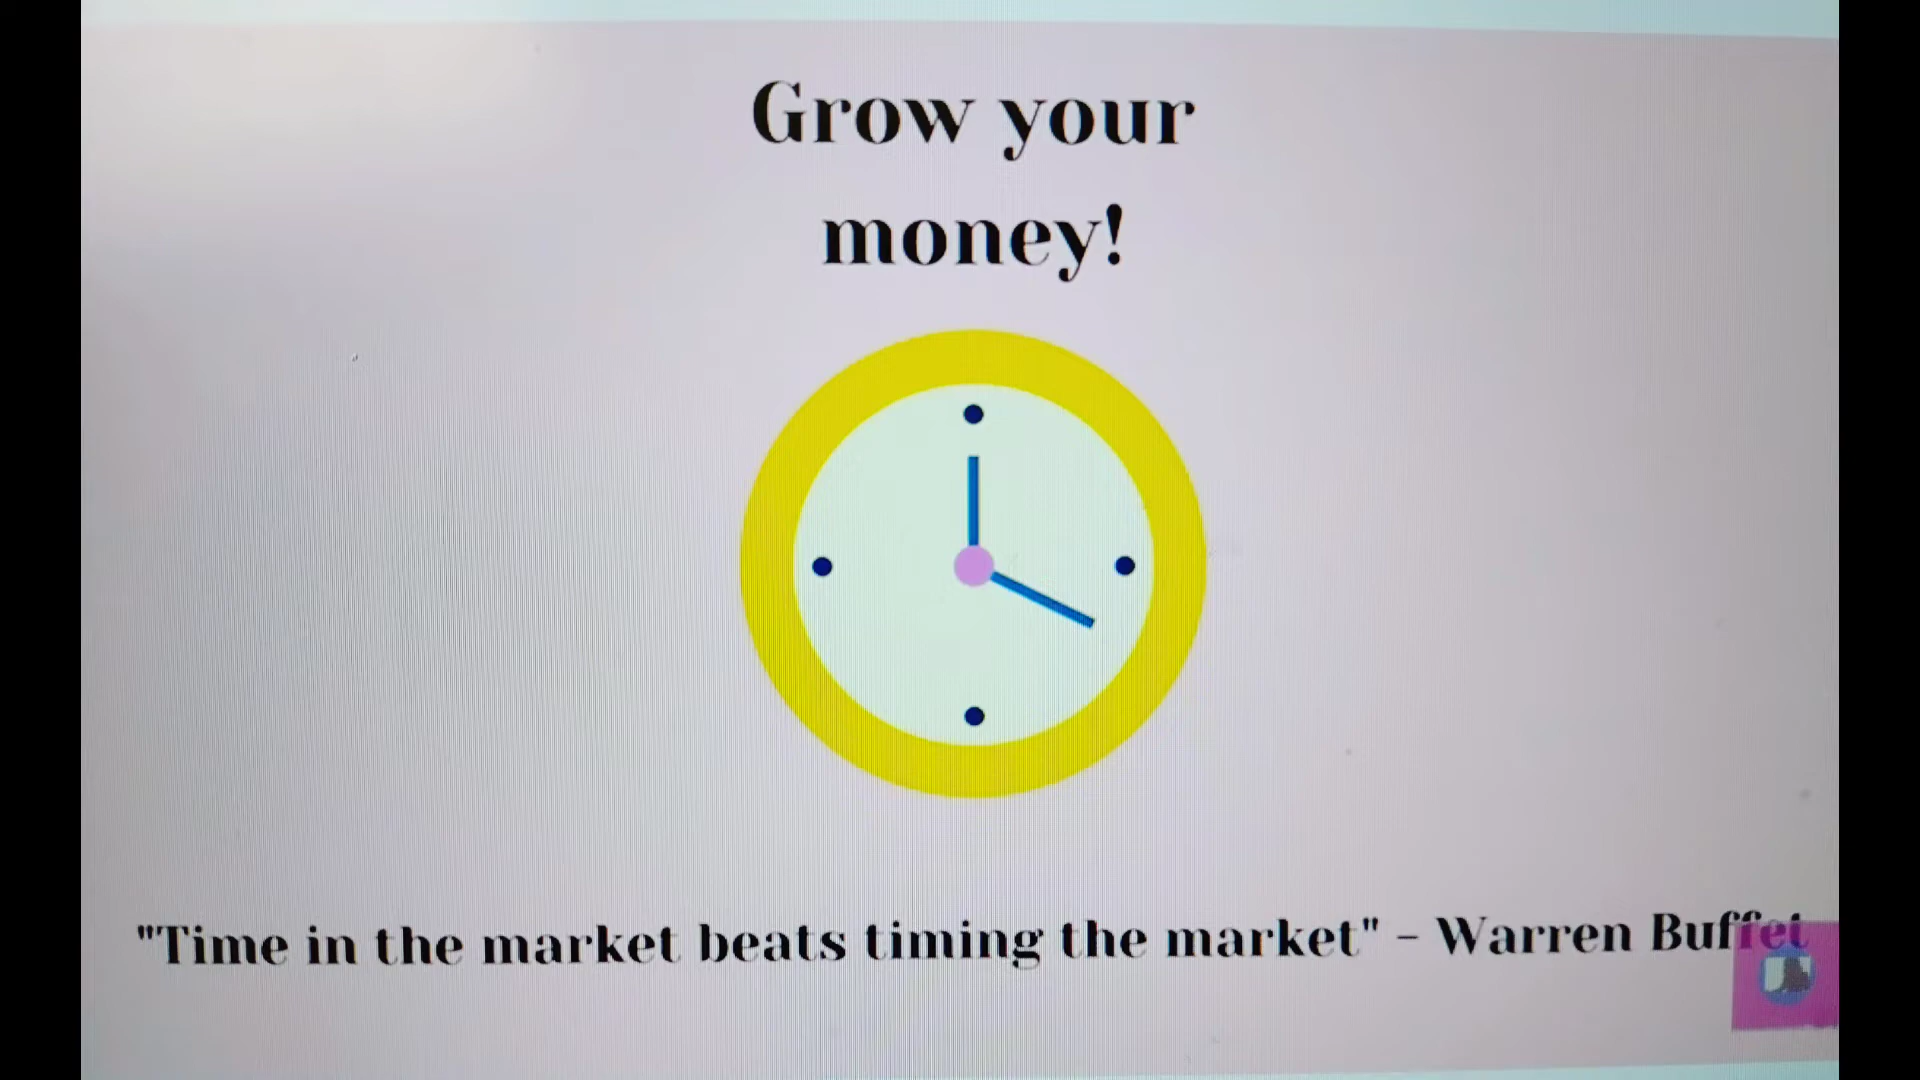 Grow your
money!
"Time in the market beats timing the market" - Warren Buffet